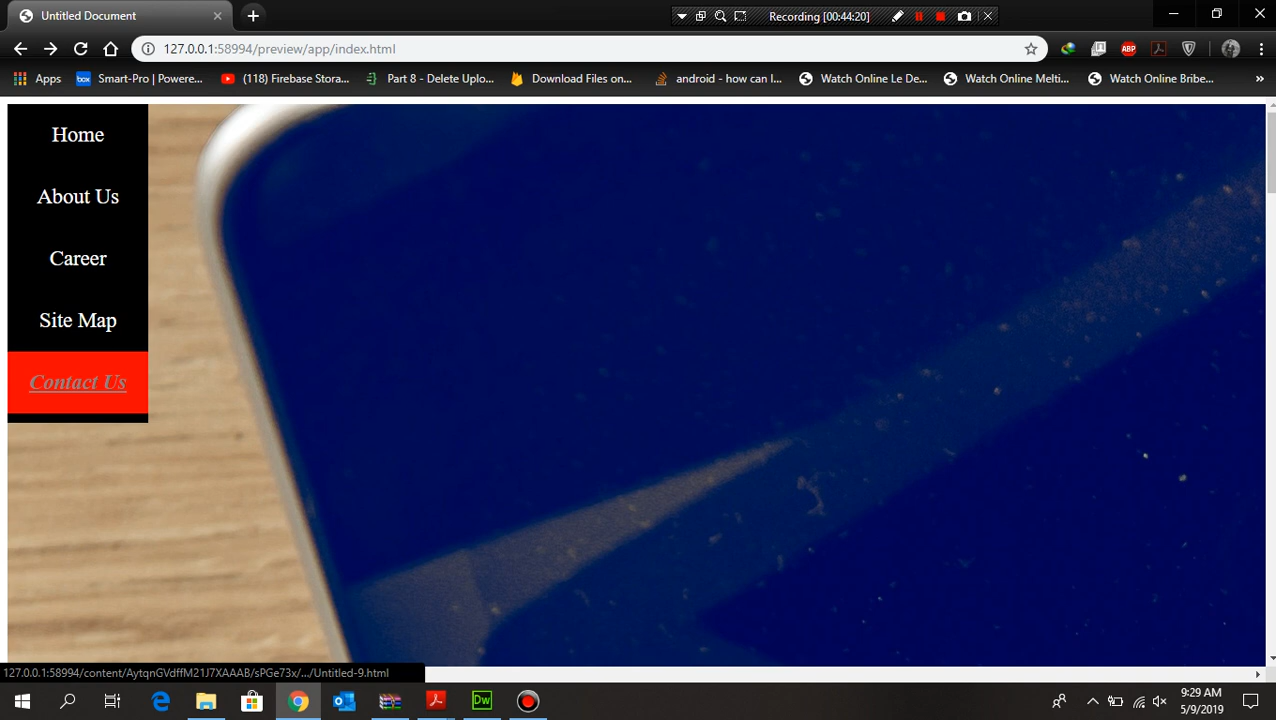 Untitled Document
Recording [00:44:20]
127.0.0.1:58994/preview/app/index.html
ABP
Apps
box
Smart-Pro | Powere...
(118) Firebase Stora...
Part 8 - Delete Uplo...
Download Files on...
android - how can I...
Watch Online Le De...
Watch Online Melti...
Watch Online Bribe...
»
Home
About Us
Career
Site Map
Contact Us
127.0.0.1:58994/content/AytqnGVdffM21J7XAAAB/sPGe73x/.../Untitled-9.html
Dw
9:29 AM
5/9/2019